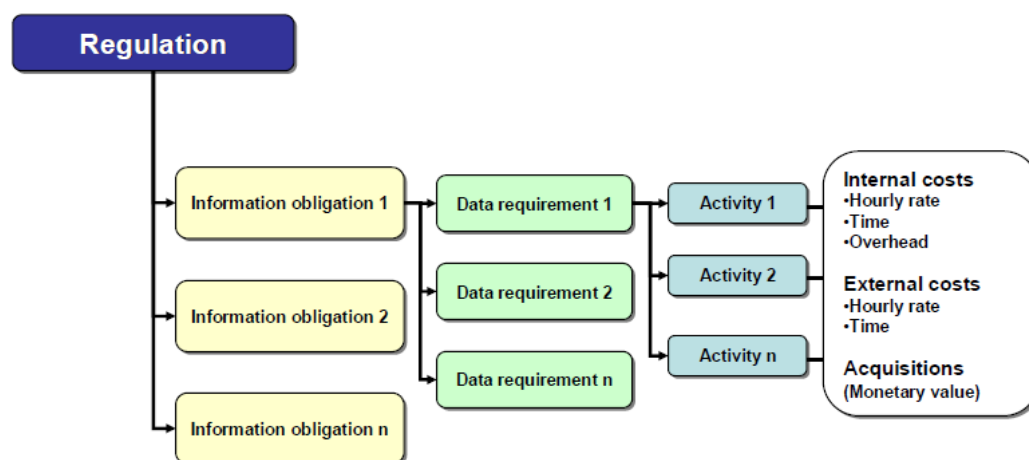 Regulation
Information obligation 1
Information obligation 2
Information obligation n
Data requirement 1
Data requirement 2
Data requirement n
Activity 1
Activity 2
Activity n
Internal costs
•Hourly rate
•Time
•Overhead
External costs
•Hourly rate
•Time
Acquisitions
(Monetary value)